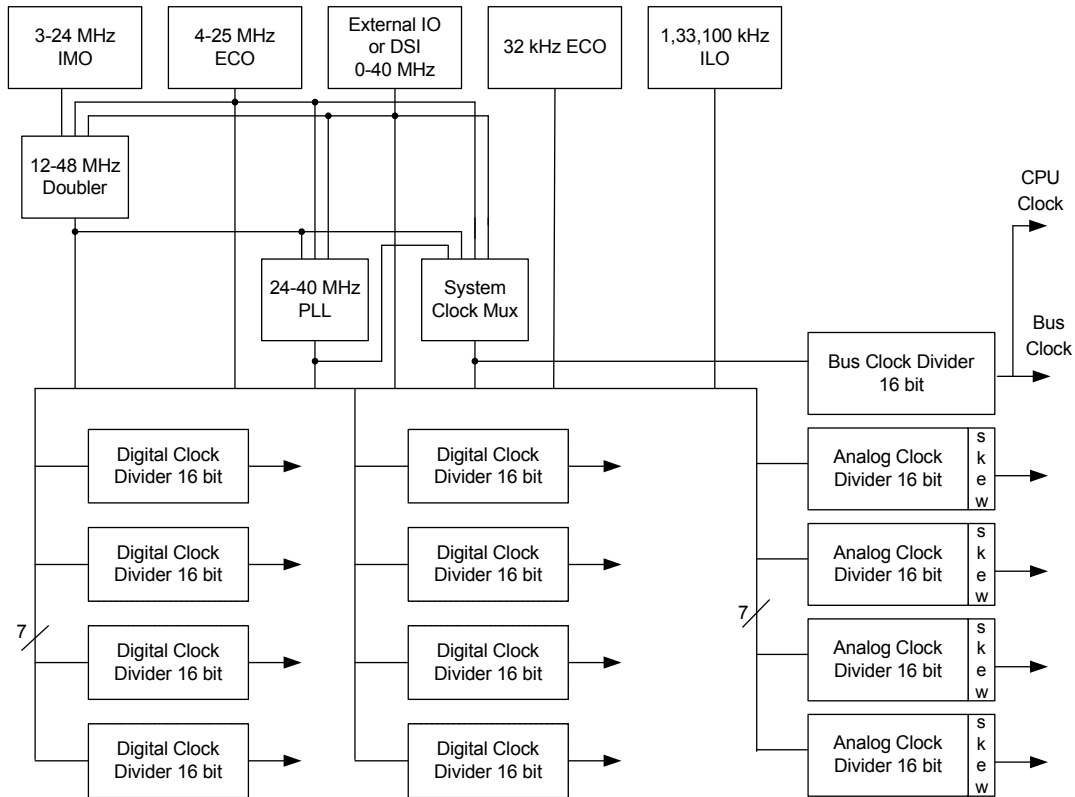 3-24 MHz
IMO
4-25 MHz
ECO
External IO
or DSI
0-40 MHz
32 kHz ECO
1,33,100 kHz
ILO
12-48 MHz
Doubler
CPU
Clock
24-40 MHz
PLL
System
Clock Mux
Bus
Clock
Bus Clock Divider
16 bit
Digital Clock
Divider 16 bit
Digital Clock
Divider 16 bit
Analog Clock
Divider 16 bit
s
k
e
w
Digital Clock
Divider 16 bit
Digital Clock
Divider 16 bit
Analog Clock
Divider 16 bit
s
k
e
w
7
7
Digital Clock
Divider 16 bit
Digital Clock
Divider 16 bit
Analog Clock
Divider 16 bit
s
k
e
w
Digital Clock
Divider 16 bit
Digital Clock
Divider 16 bit
Analog Clock
Divider 16 bit
s
k
e
w